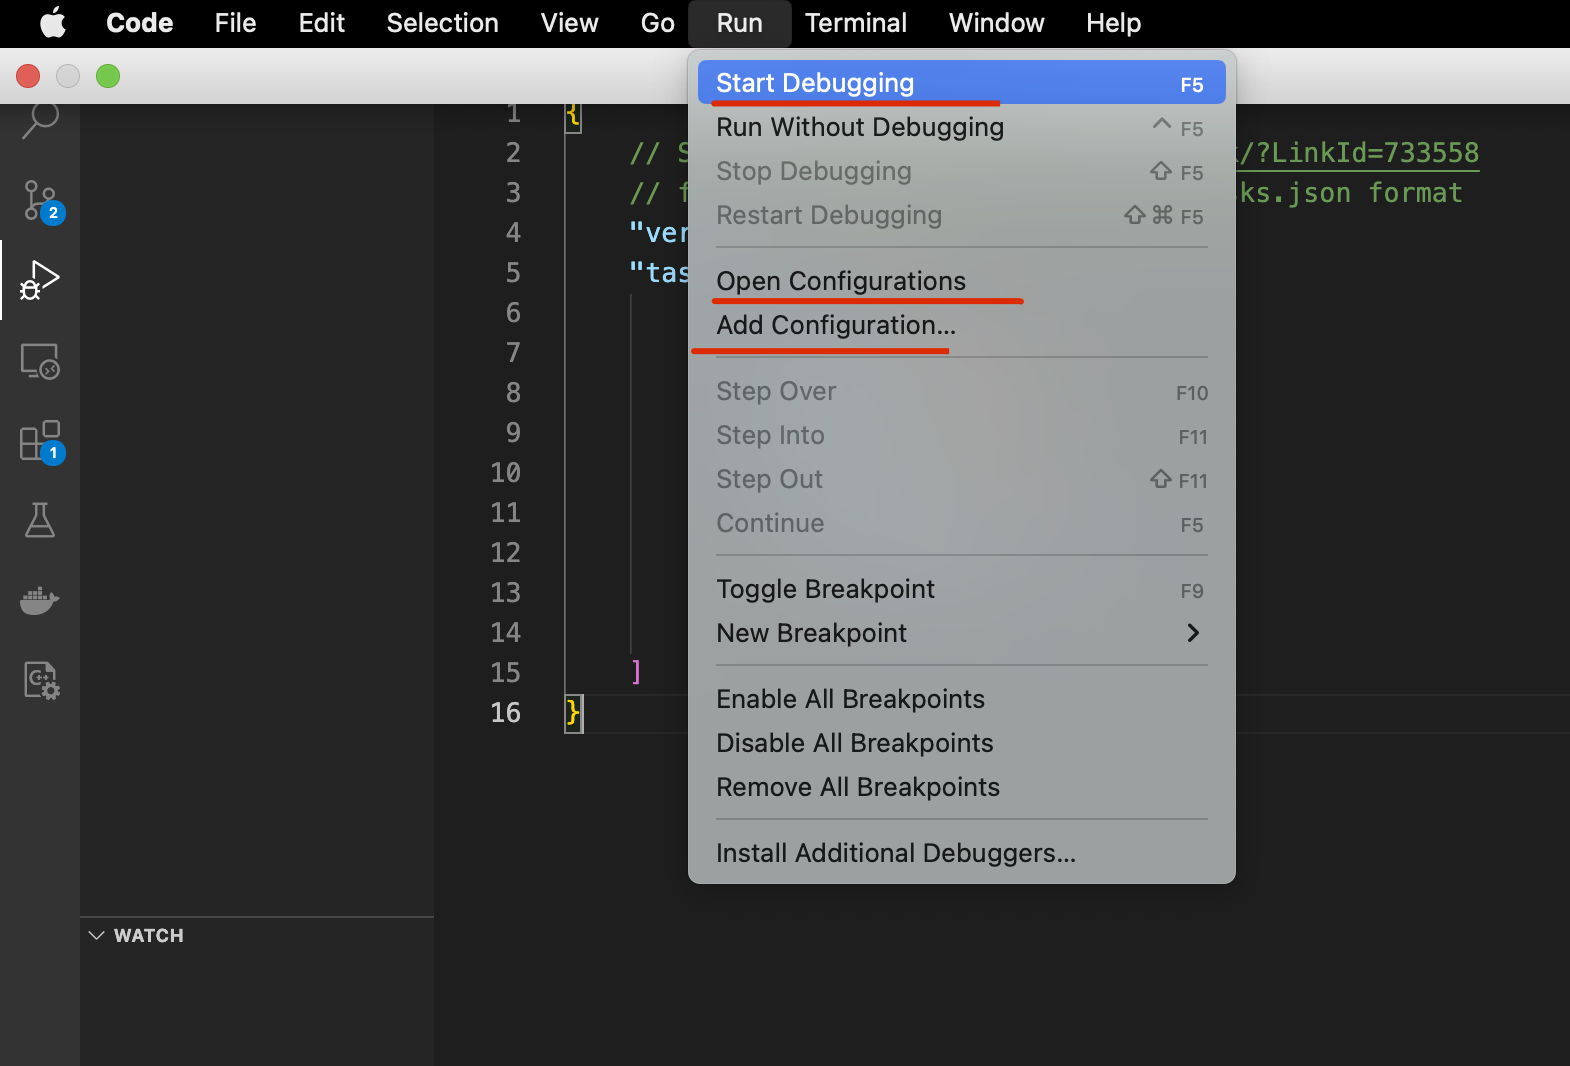 Code File Edit Selection View Go Run Terminal Window Help
Start Debugging F5
Run Without Debugging ^ F5
Stop Debugging ⇧ F5
Restart Debugging ⇧ ⌘ F5
Open Configurations
Add Configuration...
Step Over F10
Step Into F11
Step Out ⇧ F11
Continue F5
Toggle Breakpoint F9
New Breakpoint >
Enable All Breakpoints
Disable All Breakpoints
Remove All Breakpoints
Install Additional Debuggers...
1 {
2 // S /?LinkId=733558
3 // f ks.json format
4 "ver
5 "tas
6
7
8
9
10
11
12
13
14
15 ]
16 }
2
1
C++
WATCH